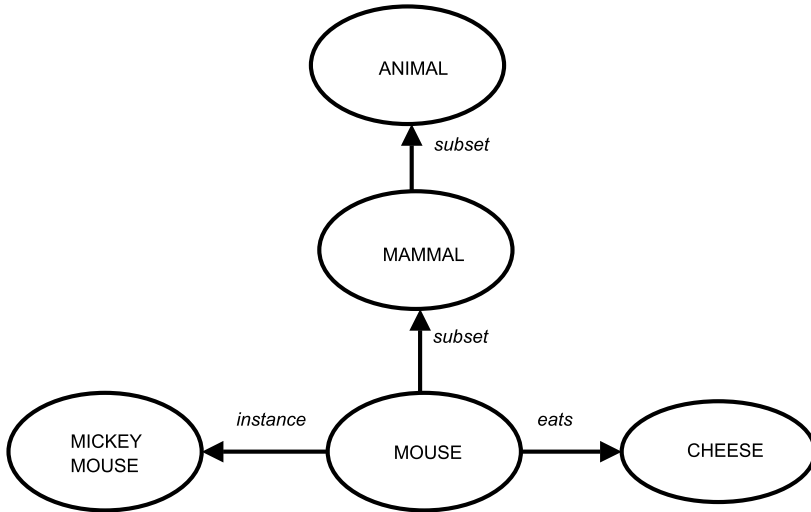 ANIMAL
subset
MAMMAL
subset
instance
eats
MICKEY
MOUSE
MOUSE
CHEESE